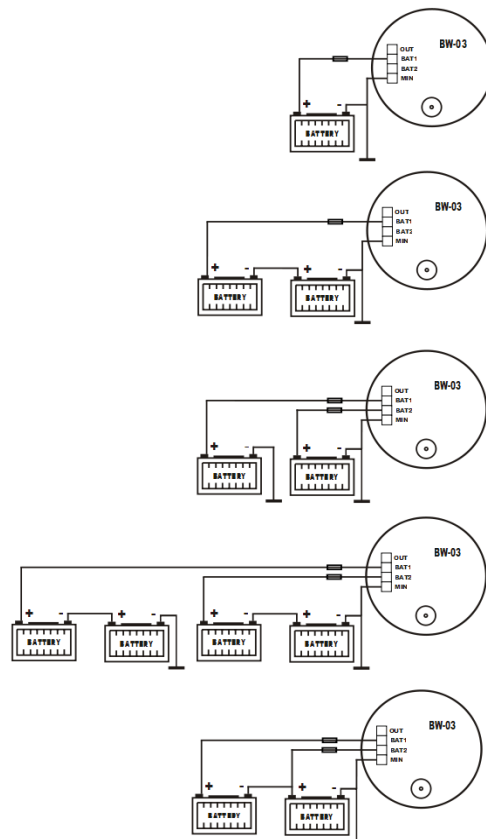 OUT
BW-03
BAT1
BAT2
MIN
+ -
BATTERY
OUT
BW-03
BAT1
BAT2
MIN
+ - + -
BATTERY BATTERY
OUT
BW-03
BAT1
BAT2
MIN
+ - + -
BATTERY BATTERY
OUT
BW-03
BAT1
BAT2
MIN
+ - + - + - + -
BATTERY BATTERY BATTERY BATTERY
OUT
BW-03
BAT1
BAT2
MIN
+ - + -
BATTERY BATTERY